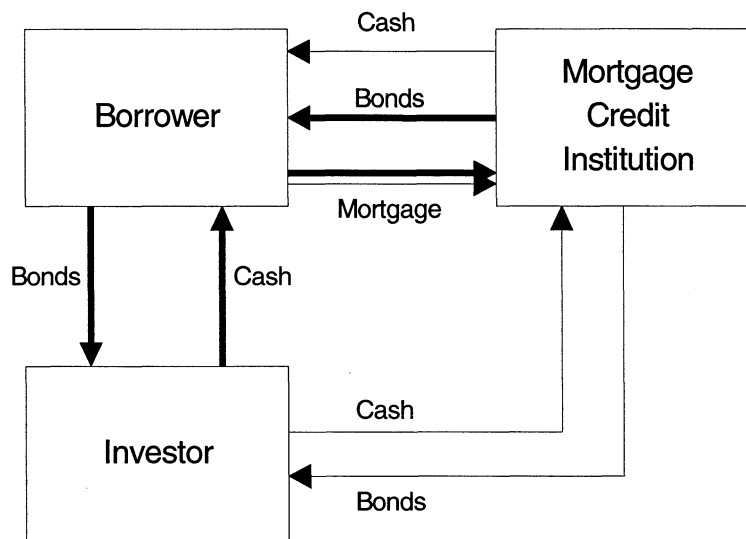 Cash
Borrower
Bonds
Mortgage
Credit
Institution
Mortgage
Bonds
Cash
Cash
Investor
Bonds